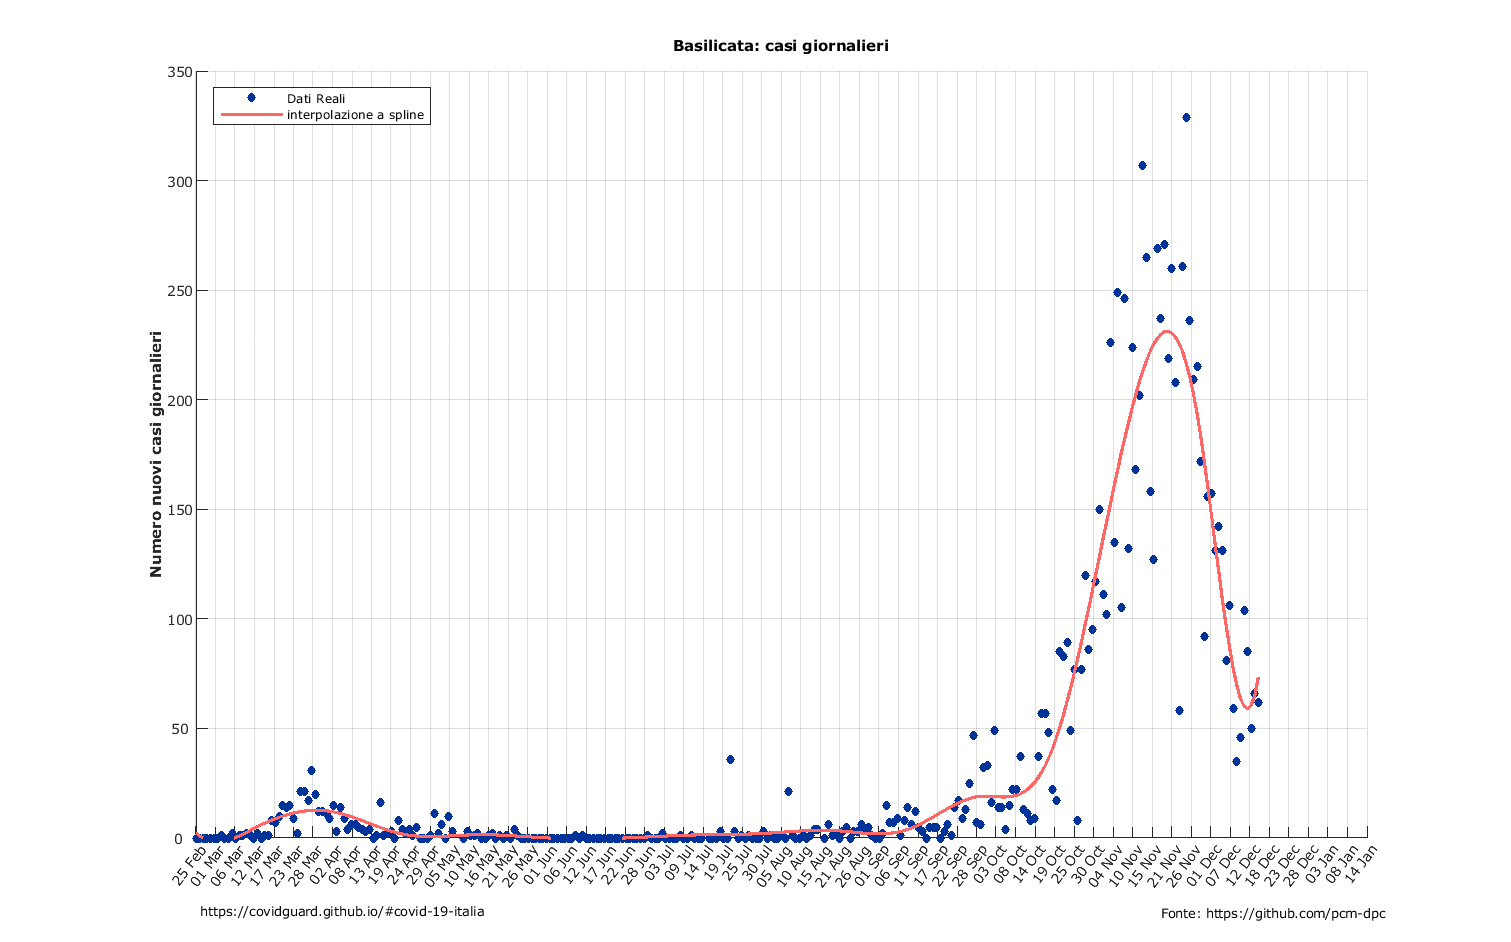 Basilicata: casi giornalieri
350
300
250
200
150
100
50
0
Dati Reali
interpolazione a spline
Numero nuovi casi giornalieri
25 Feb
01 Mar
06 Mar
12 Mar
17 Mar
23 Mar
28 Mar
02 Apr
08 Apr
13 Apr
19 Apr
24 Apr
29 Apr
05 May
10 May
16 May
21 May
26 May
01 Jun
06 Jun
12 Jun
17 Jun
22 Jun
28 Jun
03 Jul
09 Jul
14 Jul
19 Jul
25 Jul
30 Jul
05 Aug
10 Aug
15 Aug
21 Aug
26 Aug
01 Sep
06 Sep
11 Sep
17 Sep
22 Sep
28 Sep
03 Oct
08 Oct
14 Oct
19 Oct
25 Oct
30 Oct
04 Nov
10 Nov
15 Nov
21 Nov
26 Nov
01 Dec
07 Dec
12 Dec
18 Dec
23 Dec
28 Dec
03 Jan
08 Jan
14 Jan
https://covidguard.github.io/#covid-19-italia
Fonte: https://github.com/pcm-dpc